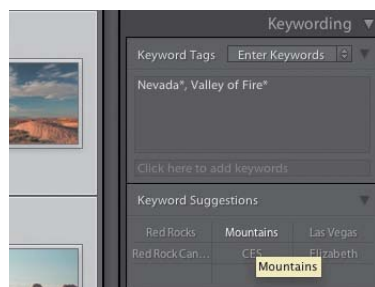 Keywording
Keyword Tags Enter Keywords
Nevada*, Valley of Fire*
Click here to add keywords
Keyword Suggestions
Red Rocks Mountains Las Vegas
Red Rock Can... CES Elizabeth
Mountains